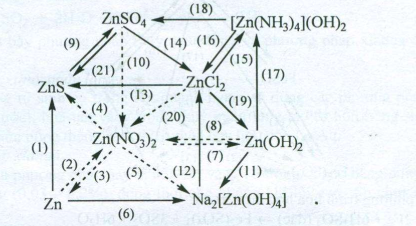 ZnSO₄ (18) [Zn(NH₃)₄](OH)₂
(9) (10) (14) (16) (15)
(21) (17)
ZnS (13) ZnCl₂
(4) (20) (8) (19)
(1) (2) Zn(NO₃)₂ (7) Zn(OH)₂
(3) (5) (12) (11)
Zn (6) Na₂[Zn(OH)₄] .